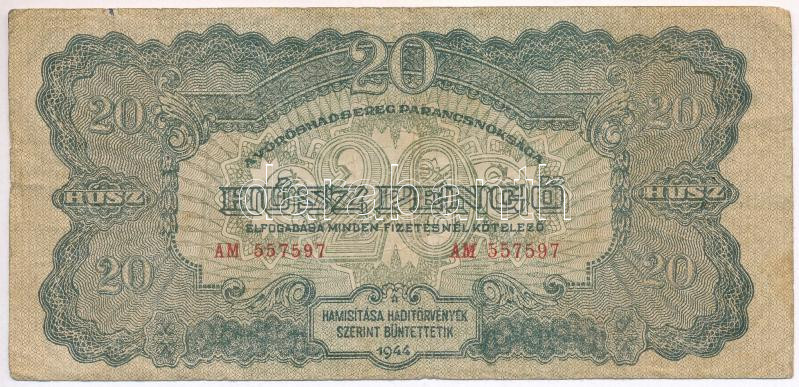 20
20 20
A VÖRÖSHADSEREG PARANCSNOKSÁGA
20
HÚSZ HÚSZ PENGŐ HÚSZ
ELFOGADÁSA MINDEN FIZETÉSNÉL KÖTELEZŐ
AM 557597 AM 557597
20 20
HAMISÍTÁSA HADITÖRVÉNYEK
SZERINT BÜNTETTETIK
1944